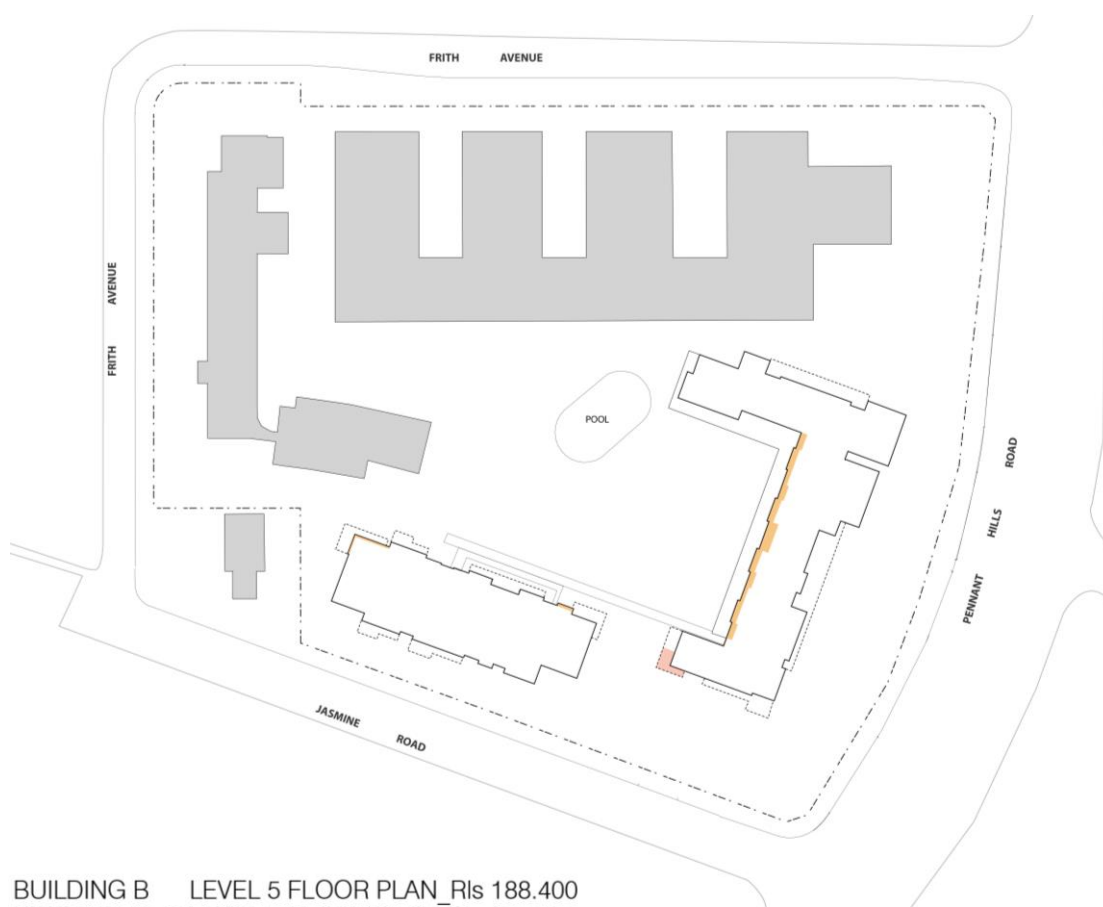 FRITH AVENUE
FRITH AVENUE
POOL
PENNANT HILLS ROAD
JASMINE ROAD
BUILDING B LEVEL 5 FLOOR PLAN_Rls 188.400